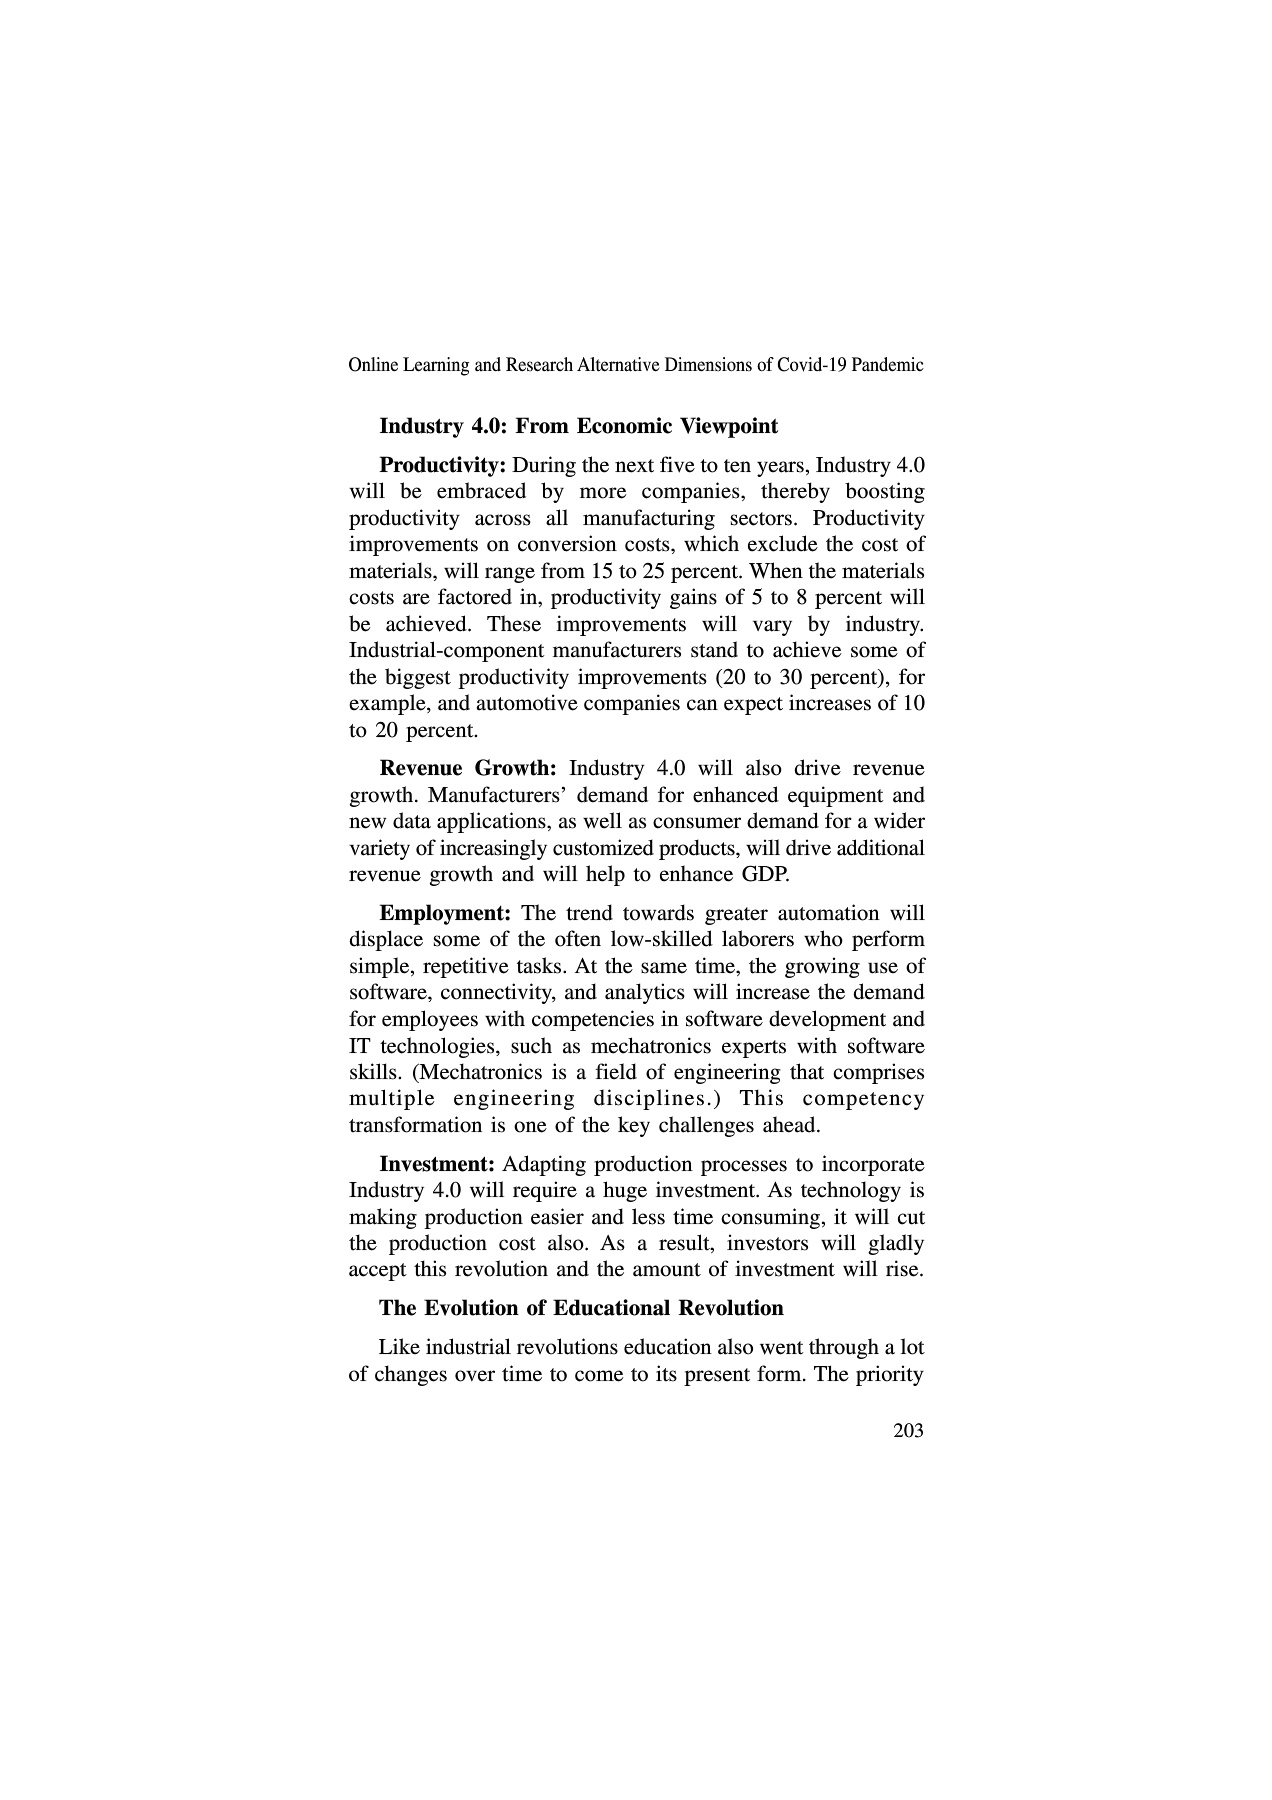 Online Learning and Research Alternative Dimensions of Covid-19 Pandemic
Industry 4.0: From Economic Viewpoint
Productivity: During the next five to ten years, Industry 4.0
will be embraced by more companies, thereby boosting
productivity across all manufacturing sectors. Productivity
improvements on conversion costs, which exclude the cost of
materials, will range from 15 to 25 percent. When the materials
costs are factored in, productivity gains of 5 to 8 percent will
be achieved. These improvements will vary by industry.
Industrial-component manufacturers stand to achieve some of
the biggest productivity improvements (20 to 30 percent), for
example, and automotive companies can expect increases of 10
to 20 percent.
Revenue Growth: Industry 4.0 will also drive revenue
growth. Manufacturers’ demand for enhanced equipment and
new data applications, as well as consumer demand for a wider
variety of increasingly customized products, will drive additional
revenue growth and will help to enhance GDP.
Employment: The trend towards greater automation will
displace some of the often low-skilled laborers who perform
simple, repetitive tasks. At the same time, the growing use of
software, connectivity, and analytics will increase the demand
for employees with competencies in software development and
IT technologies, such as mechatronics experts with software
skills. (Mechatronics is a field of engineering that comprises
multiple engineering disciplines.) This competency
transformation is one of the key challenges ahead.
Investment: Adapting production processes to incorporate
Industry 4.0 will require a huge investment. As technology is
making production easier and less time consuming, it will cut
the production cost also. As a result, investors will gladly
accept this revolution and the amount of investment will rise.
The Evolution of Educational Revolution
Like industrial revolutions education also went through a lot
of changes over time to come to its present form. The priority
203